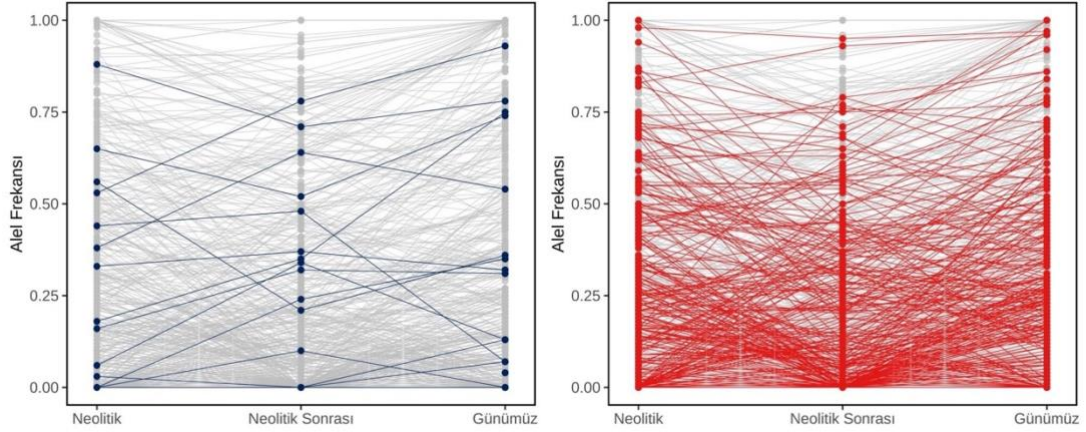 Alel Frekansı
1.00
0.75
0.50
0.25
0.00
Neolitik
Neolitik Sonrası
Günümüz
Alel Frekansı
1.00
0.75
0.50
0.25
0.00
Neolitik
Neolitik Sonrası
Günümüz